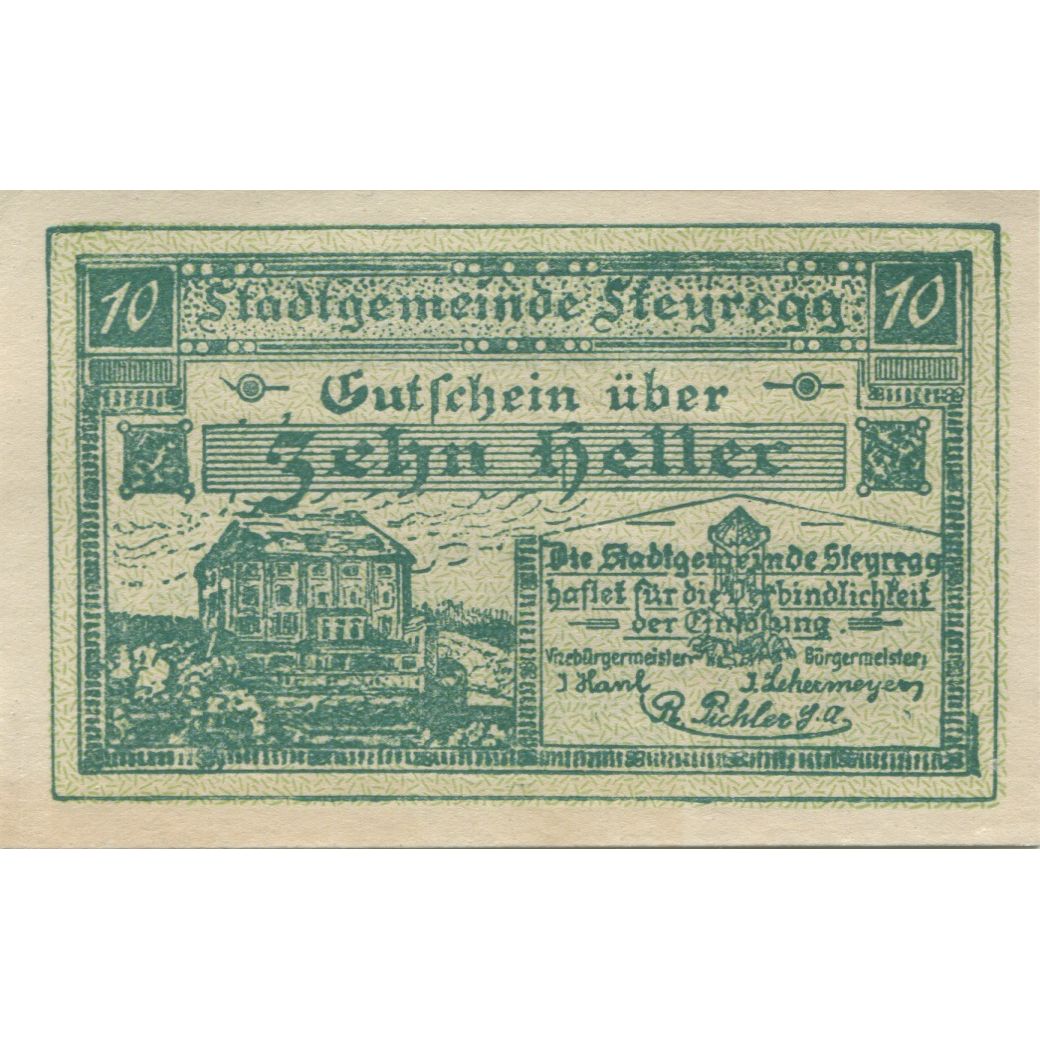 10 Stadtgemeinde Steyregg. 10
Gutschein über
Zehn Heller
Die Stadtgemeinde Steyregg
haftet für die Verbindlichkeit
der Einlösung.
Vizebürgermeister Bürgermeister
J. Hanl J. Lehermeyer
R. Pichler G. a.